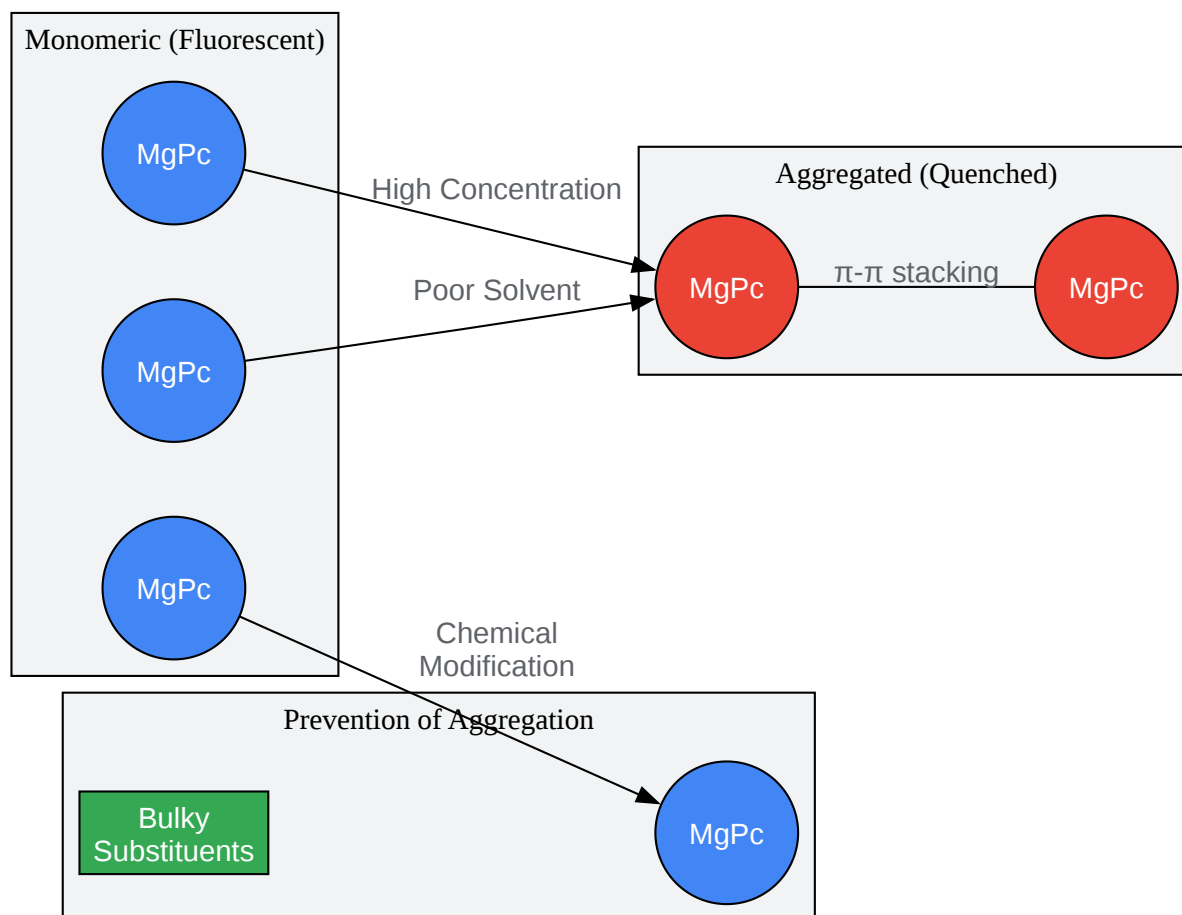 Monomeric (Fluorescent)
MgPc
MgPc
MgPc
High Concentration
Poor Solvent
Aggregated (Quenched)
MgPc
π-π stacking
MgPc
Chemical
Modification
Prevention of Aggregation
Bulky
Substituents
MgPc